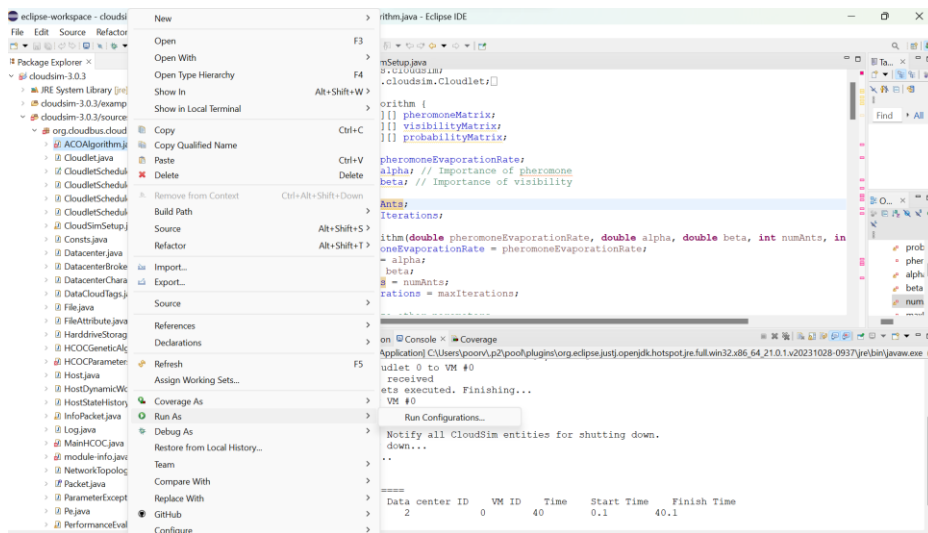 eclipse-workspace - cloudsi
rithm.java - Eclipse IDE
File Edit Source Refactor
Package Explorer ×
cloudsim-3.0.3
JRE System Library [jre
cloudsim-3.0.3/examp
cloudsim-3.0.3/source
org.cloudbus.cloud
ACOAlgorithm.ja
Cloudlet.java
CloudletSchedul
CloudletSchedul
CloudletSchedul
CloudletSchedul
CloudSimSetup.j
Consts.java
Datacenter.java
DatacenterBroke
DatacenterChara
DataCloudTags.ja
File.java
FileAttribute.java
HarddriveStorag
HCOCGeneticAlg
HCOCParameter
Host.java
HostDynamicWo
HostStateHistory
InfoPacket.java
Log.java
MainHCOC.java
module-info.java
NetworkTopolog
Packet.java
ParameterExcept
Pe.java
PerformanceEval
New >
Open F3
Open With >
Open Type Hierarchy F4
Show In Alt+Shift+W >
Show in Local Terminal >
Copy Ctrl+C
Copy Qualified Name
Paste Ctrl+V
Delete Delete
Remove from Context Ctrl+Alt+Shift+Down
Build Path >
Source Alt+Shift+S >
Refactor Alt+Shift+T >
Import...
Export...
Source >
References >
Declarations >
Refresh F5
Assign Working Sets...
Coverage As >
Run As >
Debug As >
Restore from Local History...
Team >
Compare With >
Replace With >
GitHub >
Configure >
Run Configurations...
mSetup.java
s.cloudsim;
.cloudsim.Cloudlet;
orithm {
][] pheromoneMatrix;
][] visibilityMatrix;
][] probabilityMatrix;
pheromoneEvaporationRate;
alpha; // Importance of pheromone
beta; // Importance of visibility
Ants;
Iterations;
ithm(double pheromoneEvaporationRate, double alpha, double beta, int numAnts, in
oneEvaporationRate = pheromoneEvaporationRate;
= alpha;
beta;
s = numAnts;
rations = maxIterations;
Ta... ×
Find All
O... ×
prob
pher
alpha
beta
num
on Console × Coverage
Application] C:\Users\poorv\.p2\pool\plugins\org.eclipse.justj.openjdk.hotspot.jre.full.win32.x86_64_21.0.1.v20231028-0937\jre\bin\javaw.exe
udlet 0 to VM #0
received
ets executed. Finishing...
VM #0
Notify all CloudSim entities for shutting down.
down...
..
====
Data center ID VM ID Time Start Time Finish Time
2 0 40 0.1 40.1